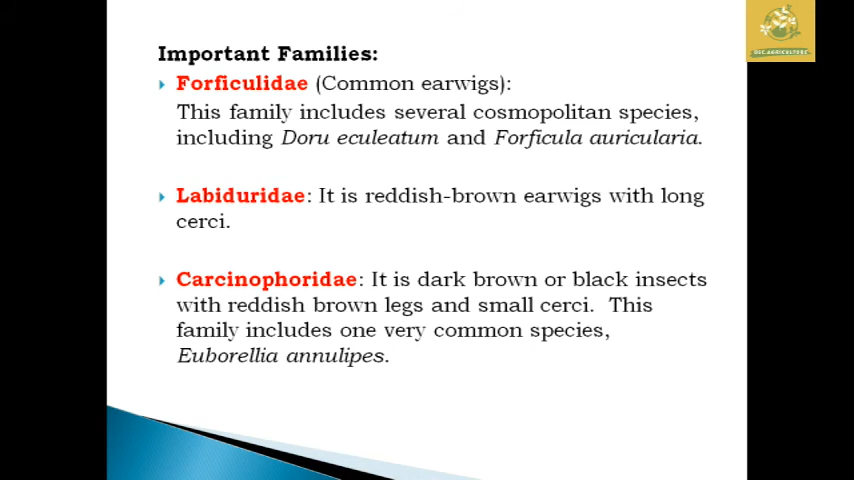 BSC.AGRICULTURE
Important Families:
Forficulidae (Common earwigs):
This family includes several cosmopolitan species,
including Doru eculeatum and Forficula auricularia.
Labiduridae: It is reddish-brown earwigs with long
cerci.
Carcinophoridae: It is dark brown or black insects
with reddish brown legs and small cerci. This
family includes one very common species,
Euborellia annulipes.